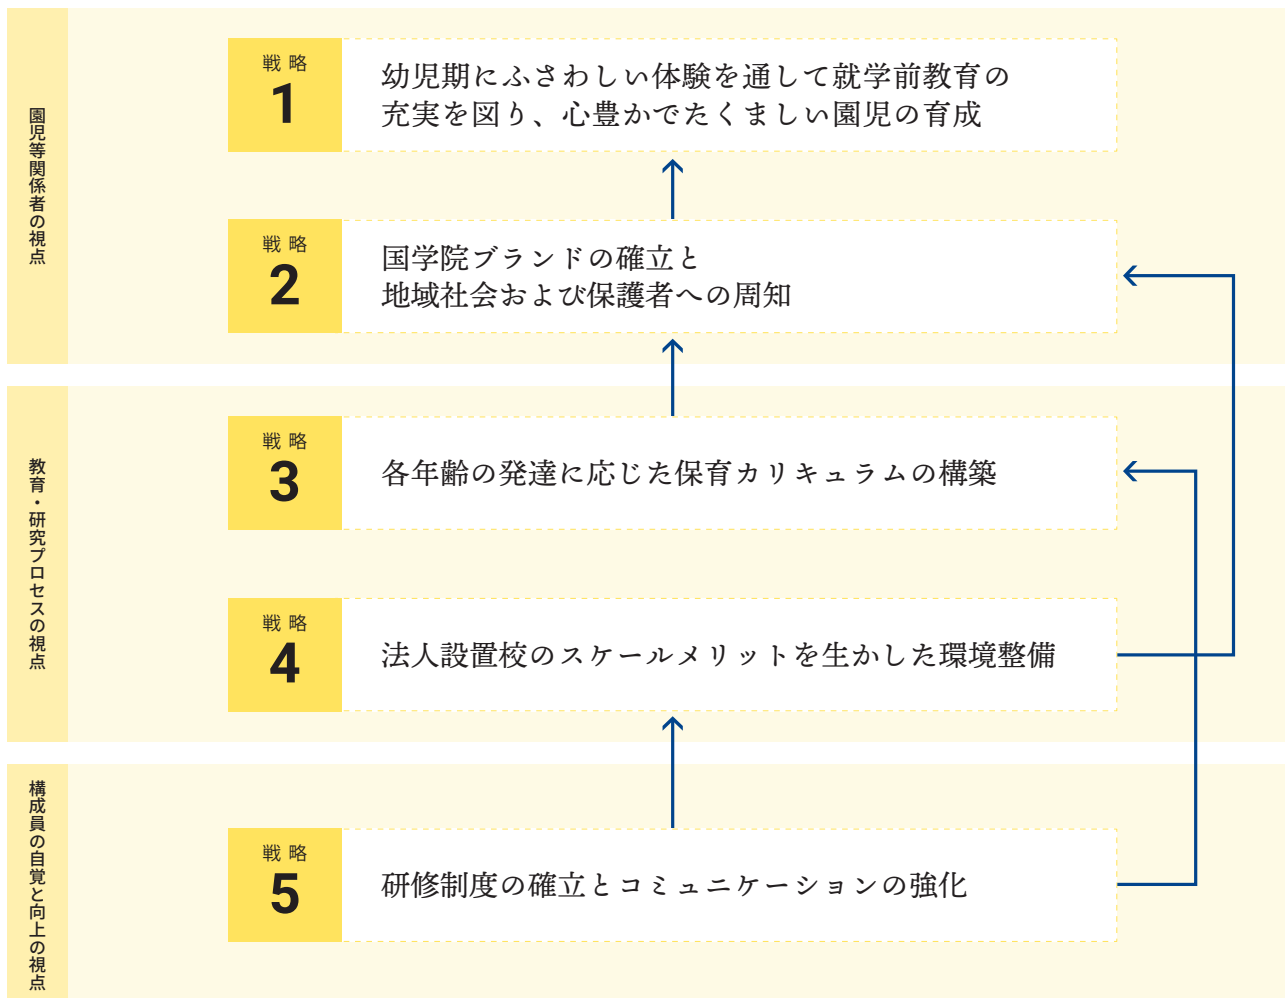 園児等関係者の視点
戦略
1
幼児期にふさわしい体験を通して就学前教育の
充実を図り、心豊かでたくましい園児の育成
戦略
2
国学院ブランドの確立と
地域社会および保護者への周知
教育・研究プロセスの視点
戦略
3
各年齢の発達に応じた保育カリキュラムの構築
戦略
4
法人設置校のスケールメリットを生かした環境整備
構成員の自覚と向上の視点
戦略
5
研修制度の確立とコミュニケーションの強化